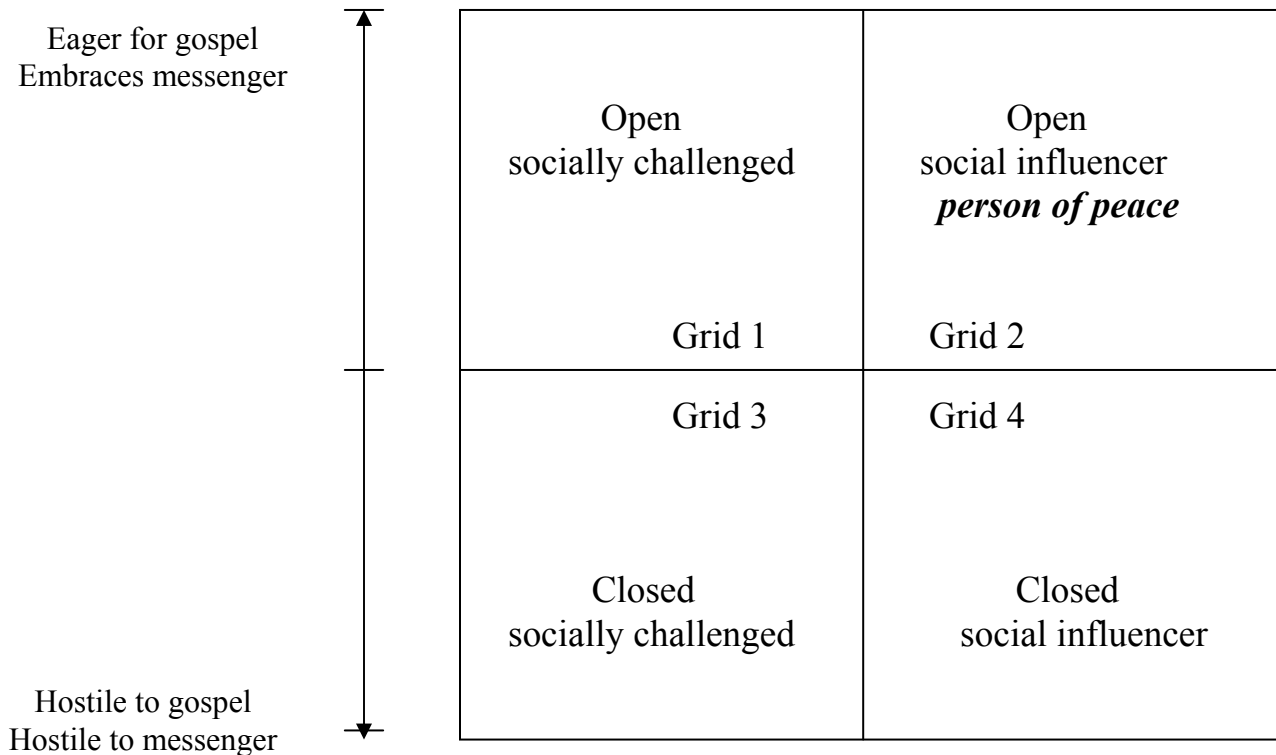 Eager for gospel
Embraces messenger
Open
socially challenged
Open
social influencer
person of peace
Grid 1
Grid 2
Grid 3
Grid 4
Closed
socially challenged
Closed
social influencer
Hostile to gospel
Hostile to messenger